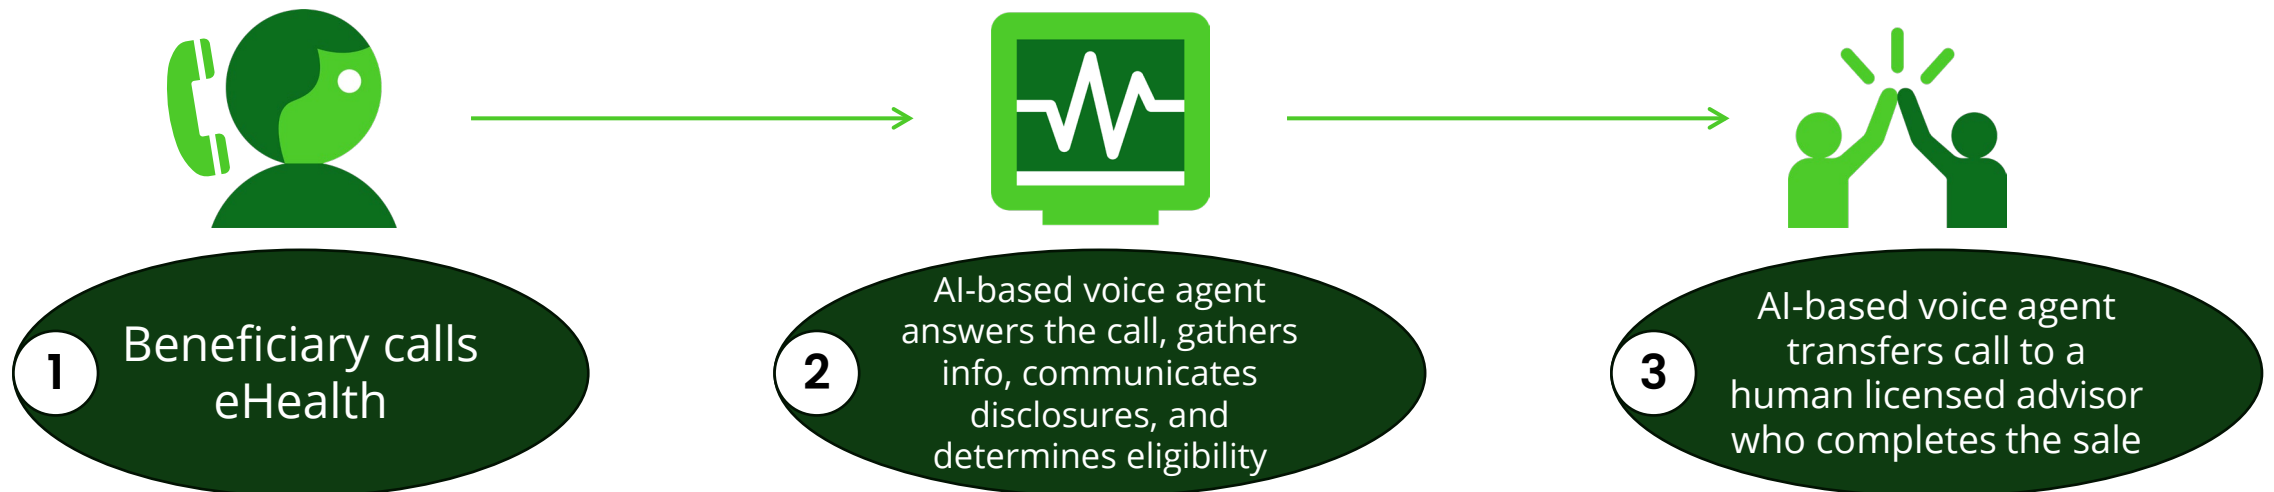 1
Beneficiary calls
eHealth
2
AI-based voice agent
answers the call, gathers
info, communicates
disclosures, and
determines eligibility
3
AI-based voice agent
transfers call to a
human licensed advisor
who completes the sale